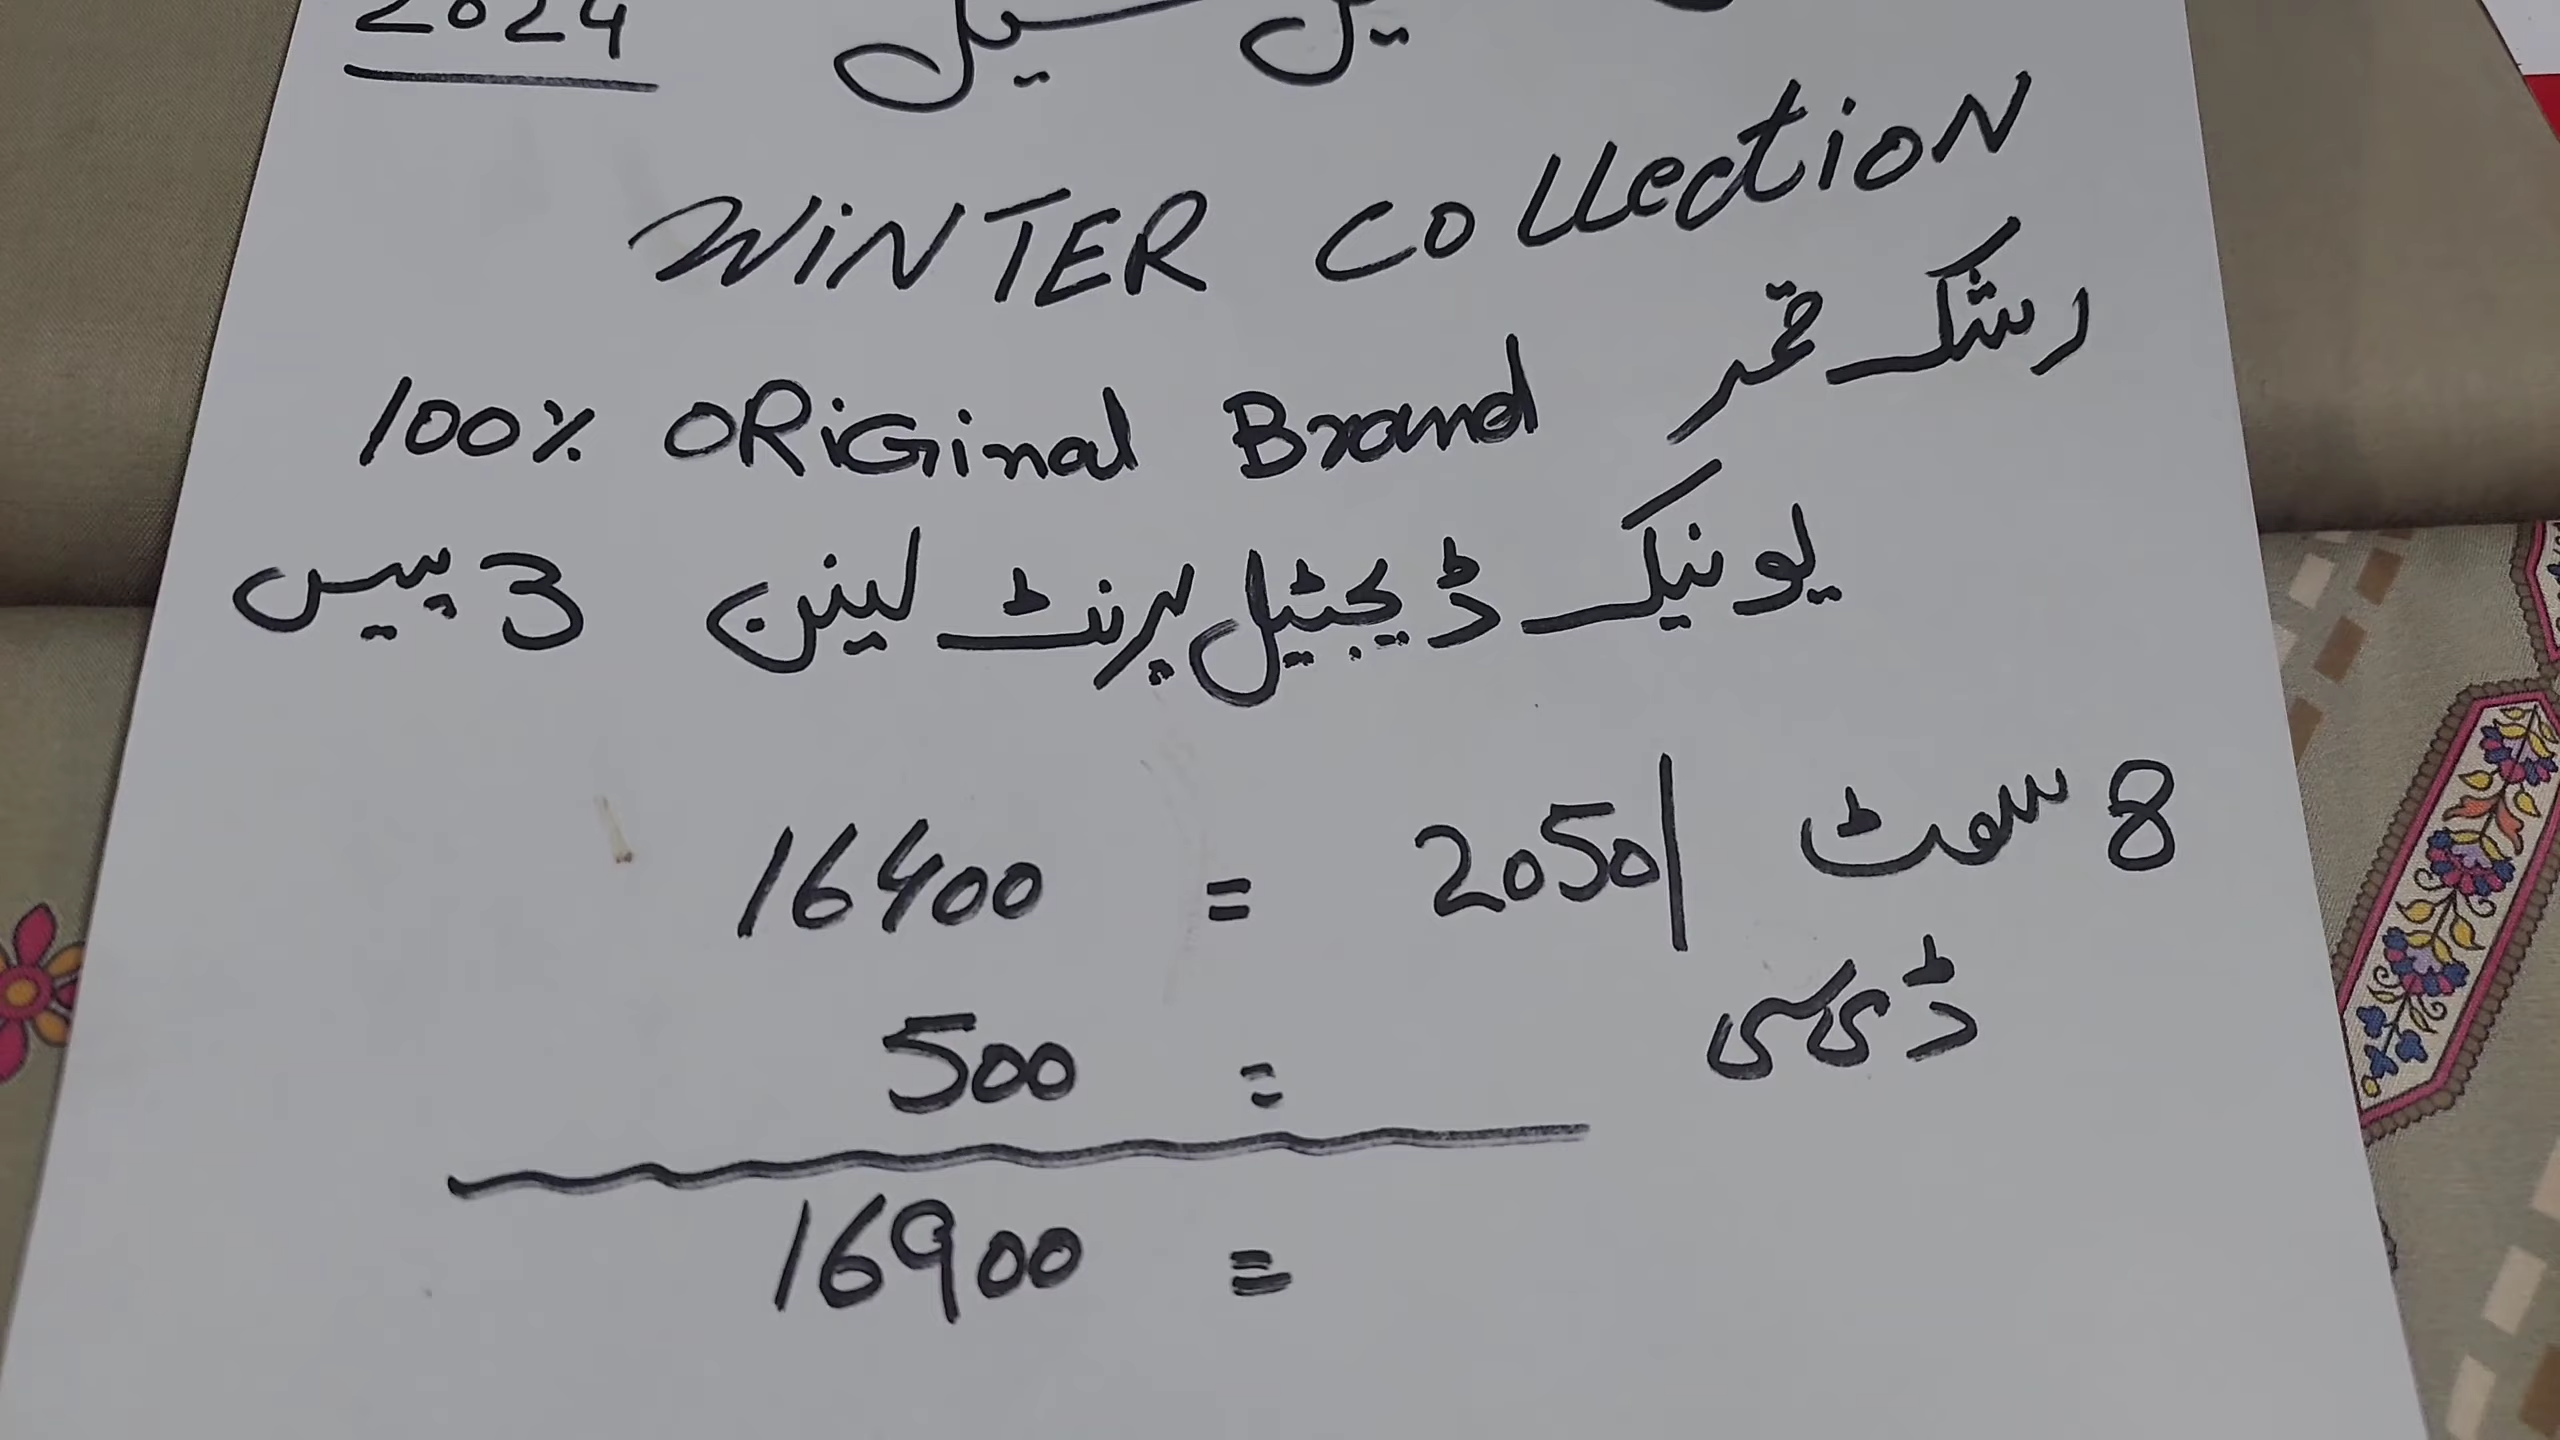 سیل 2024
WiNTER Collection
رشک قمر
100% ORiGinal Brand
یونیک ڈیجیٹل پرنٹ لینن 3 پیس
8 سوٹ 2050/ = 16400
ڈی سی = 500
16900 =